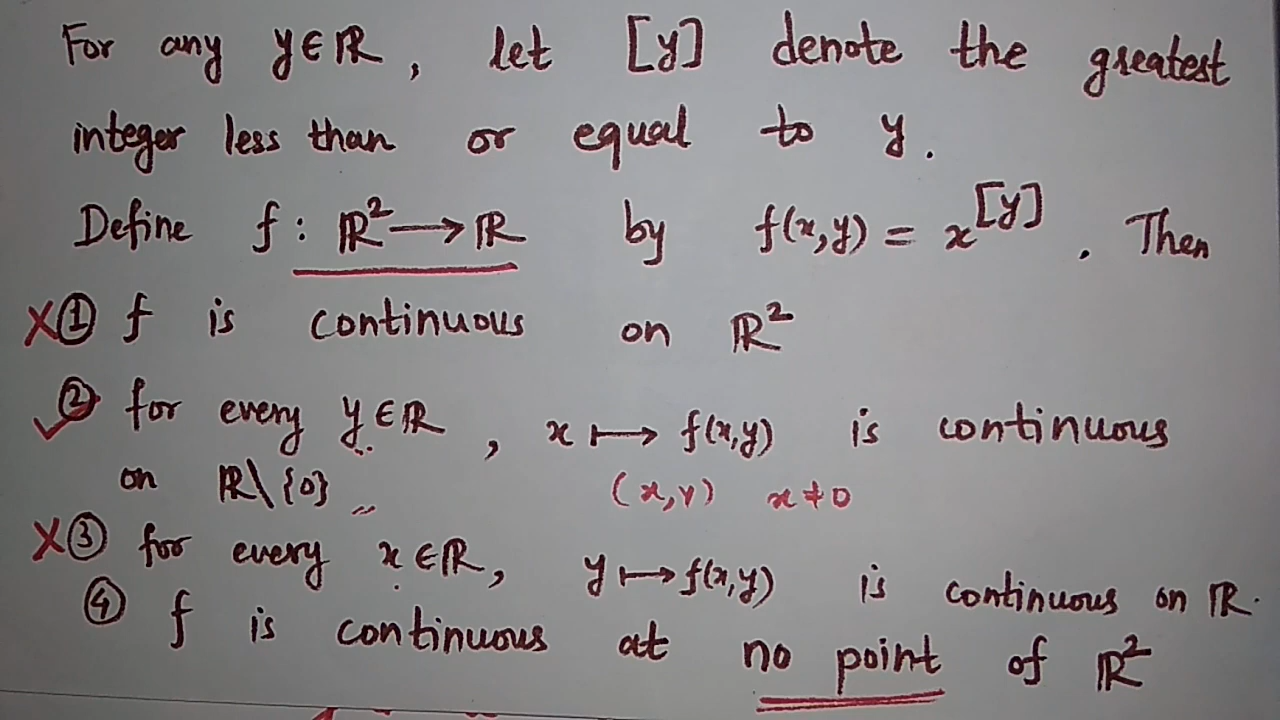 For any y∈ℝ, let [y] denote the greatest
integer less than or equal to y.
Define f: ℝ²→ℝ by f(x,y) = x^[y]. Then
X① f is continuous on ℝ²
✓② for every y∈ℝ, x ↦ f(x,y) is continuous
on ℝ\{0} (x,y) x≠0
X③ for every x∈ℝ, y ↦ f(x,y) is continuous on ℝ.
④ f is continuous at no point of ℝ²